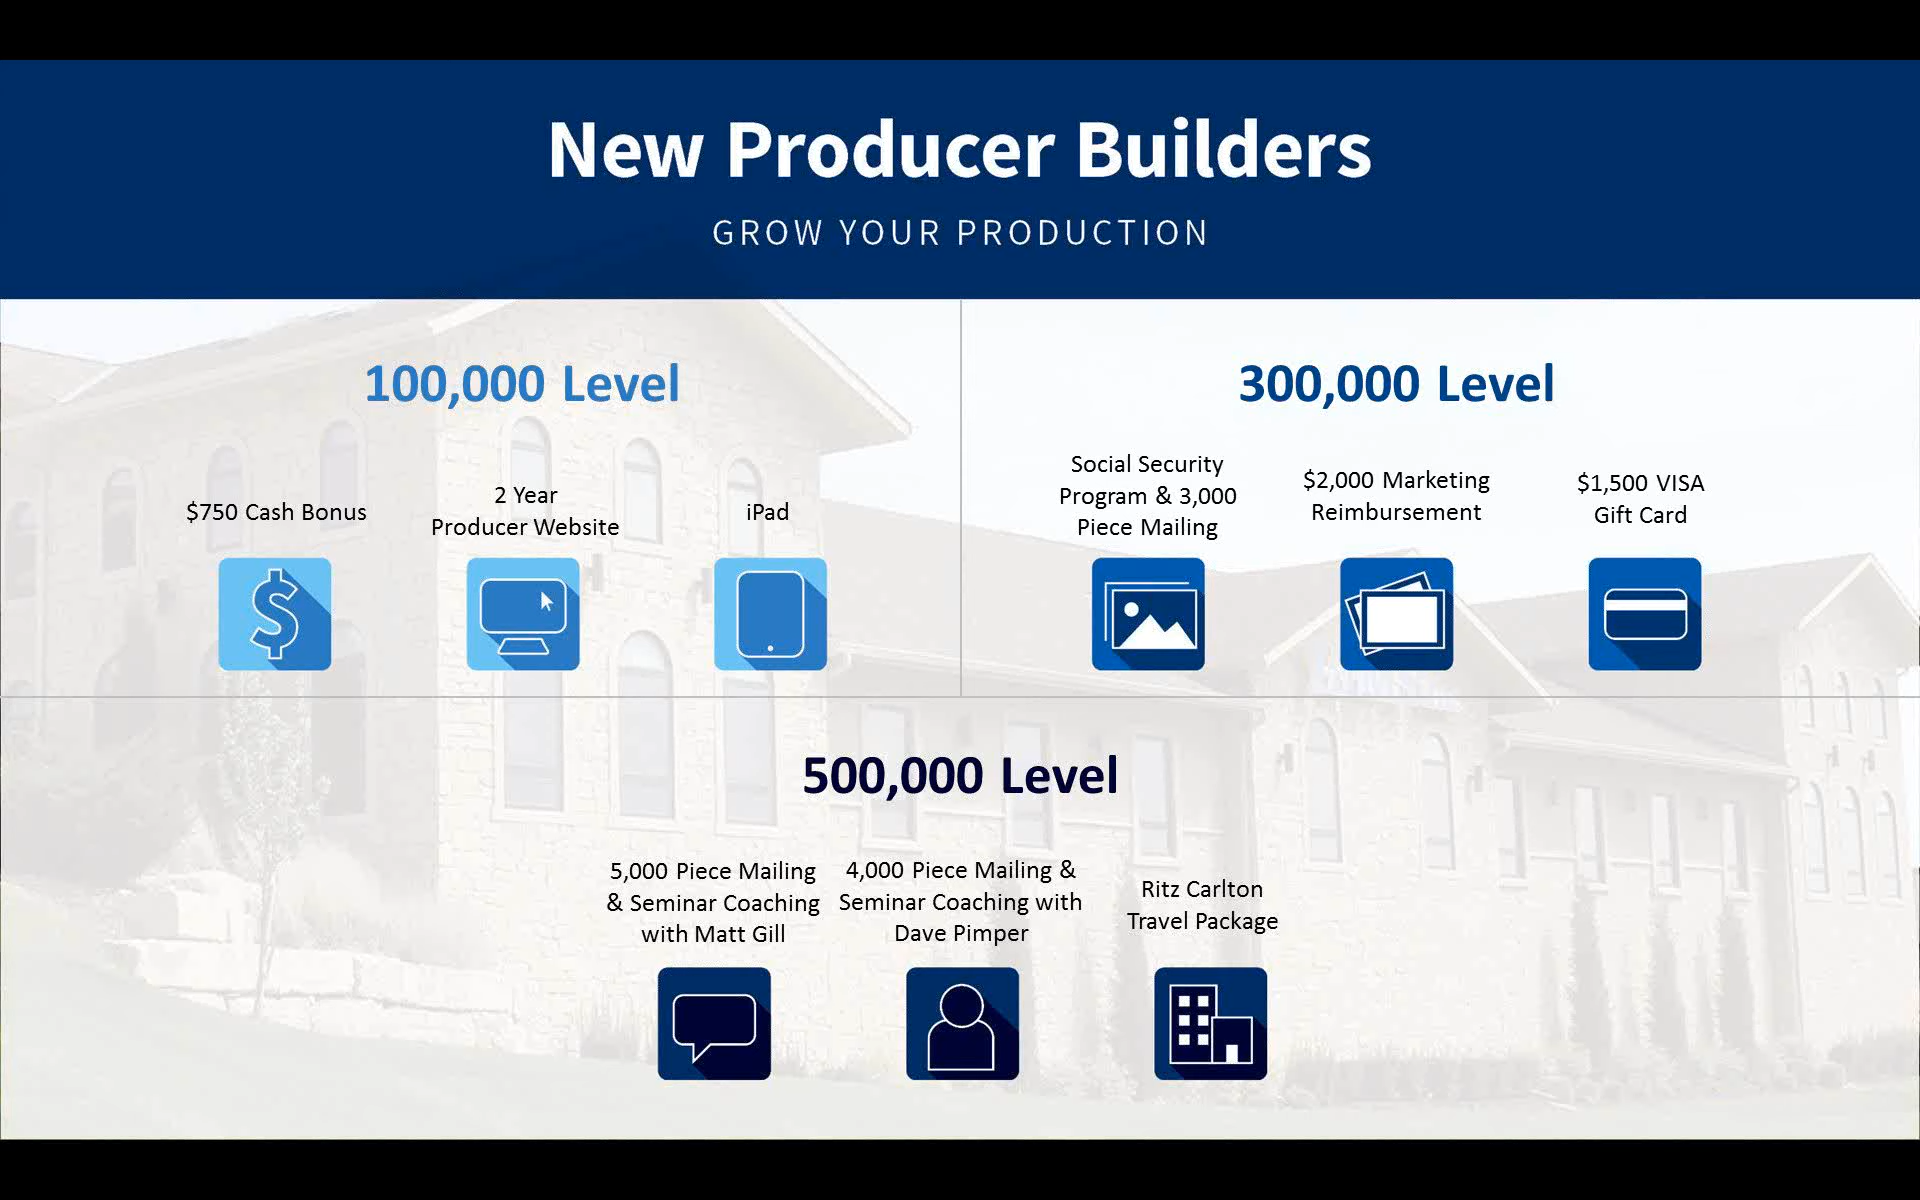 New Producer Builders
GROW YOUR PRODUCTION
100,000 Level
$750 Cash Bonus
2 Year
Producer Website
iPad
300,000 Level
Social Security
Program & 3,000
Piece Mailing
$2,000 Marketing
Reimbursement
$1,500 VISA
Gift Card
500,000 Level
5,000 Piece Mailing
& Seminar Coaching
with Matt Gill
4,000 Piece Mailing &
Seminar Coaching with
Dave Pimper
Ritz Carlton
Travel Package